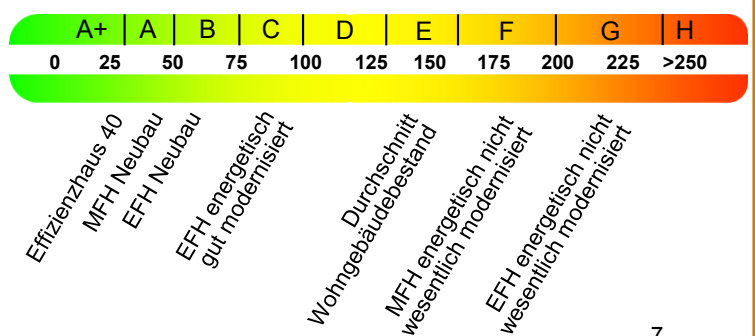 A+ A B C D E F G H
0 25 50 75 100 125 150 175 200 225 >250
Effizienzhaus 40
MFH Neubau
EFH Neubau
EFH energetisch
gut modernisiert
Durchschnitt
Wohngebäudebestand
MFH energetisch nicht
wesentlich modernisiert
EFH energetisch nicht
wesentlich modernisiert
7